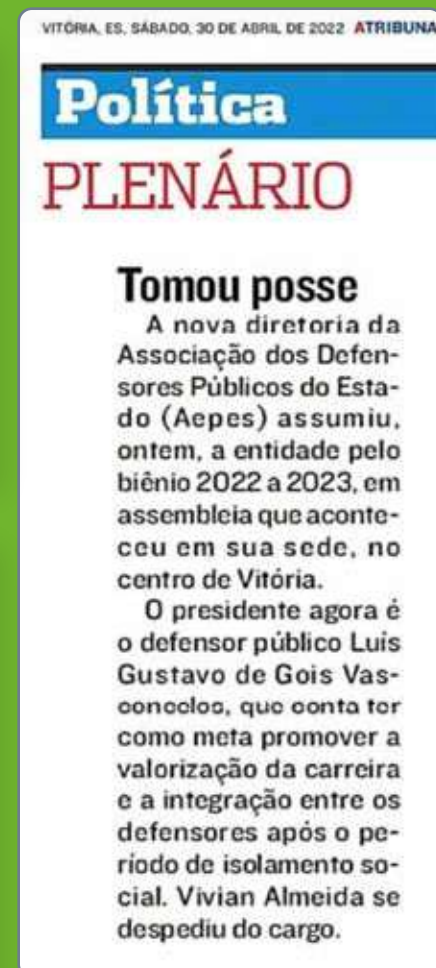 VITÓRIA, ES, SÁBADO, 30 DE ABRIL DE 2022 ATRIBUNA
Política
PLENÁRIO
Tomou posse
A nova diretoria da
Associação dos Defen-
sores Públicos do Esta-
do (Aepes) assumiu,
ontem, a entidade pelo
biênio 2022 a 2023, em
assembleia que aconte-
ceu em sua sede, no
centro de Vitória.
O presidente agora é
o defensor público Luís
Gustavo de Gois Vas-
concelos, que conta ter
como meta promover a
valorização da carreira
e a integração entre os
defensores após o pe-
ríodo de isolamento so-
cial. Vivian Almeida se
despediu do cargo.